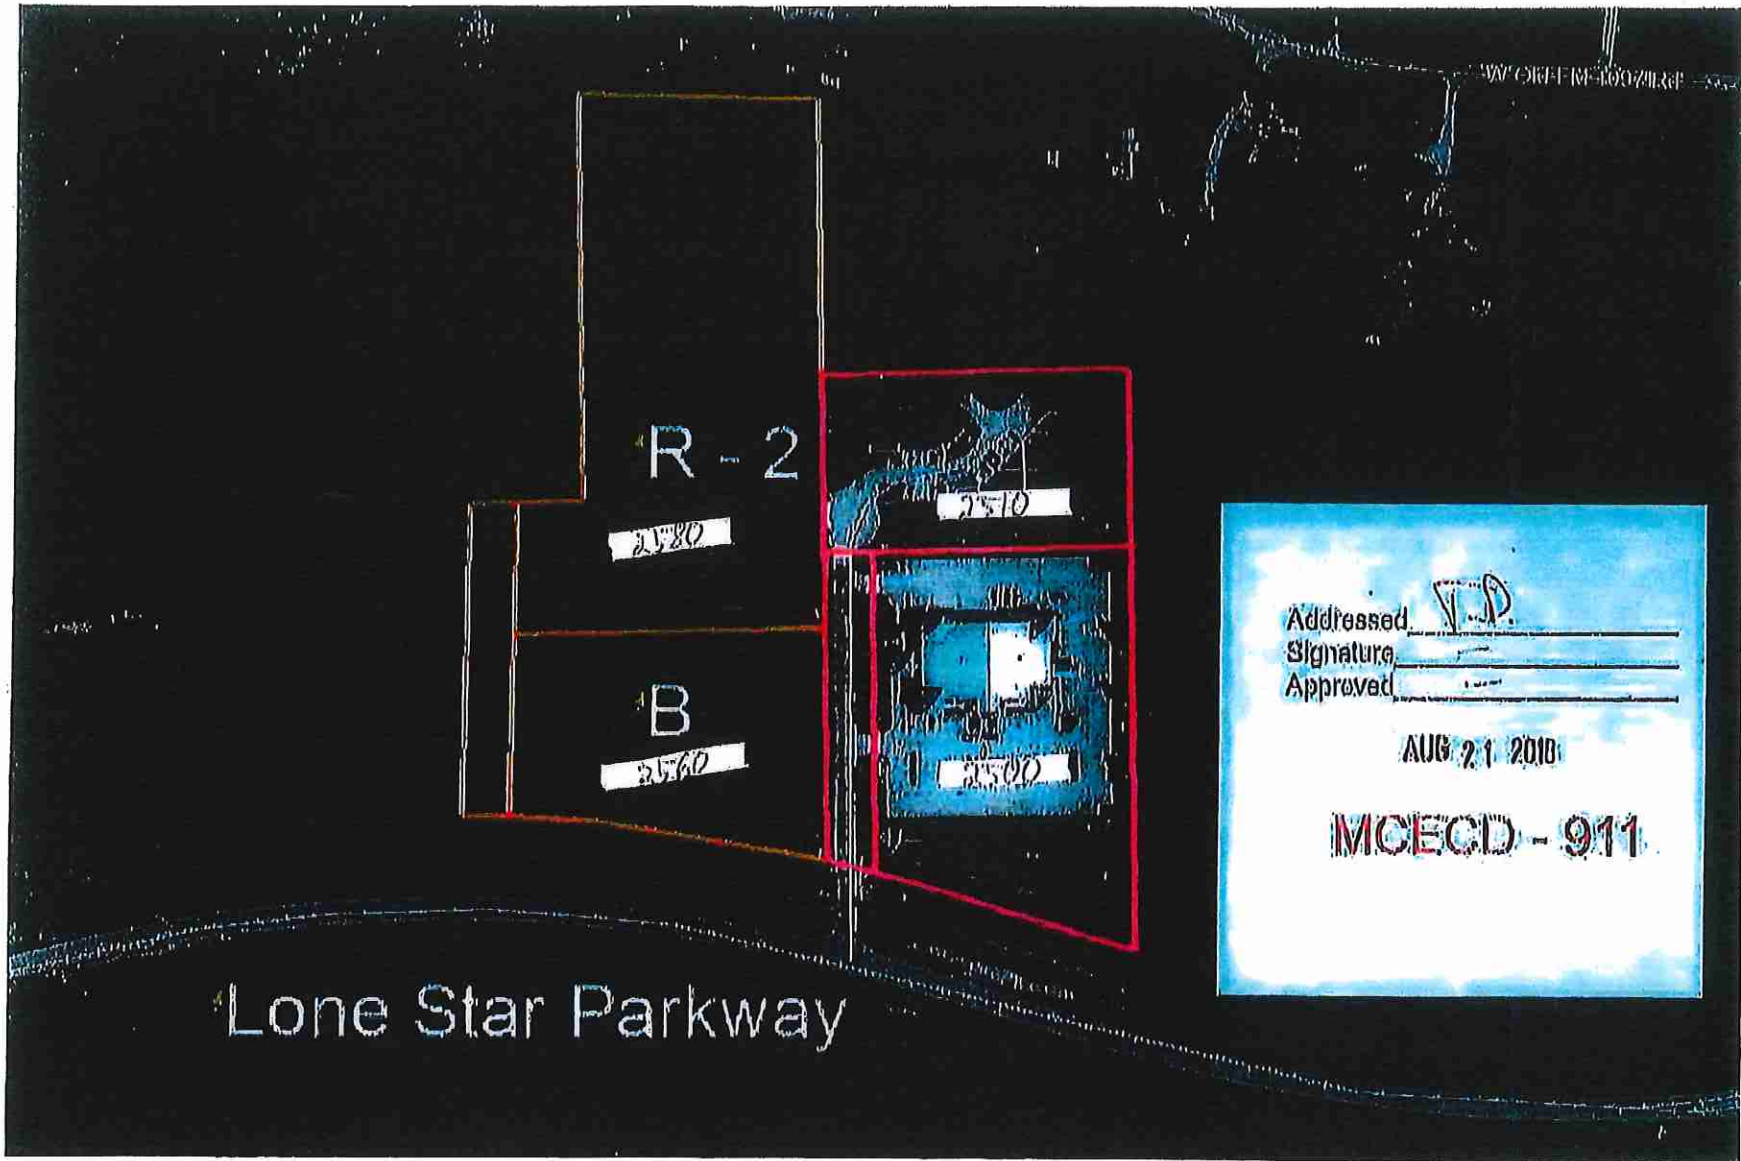 R - 2
2580
2510
B
2560
2500
Addressed T.D.
Signature
Approved
AUG 21 2018
MCECD - 911
Lone Star Parkway